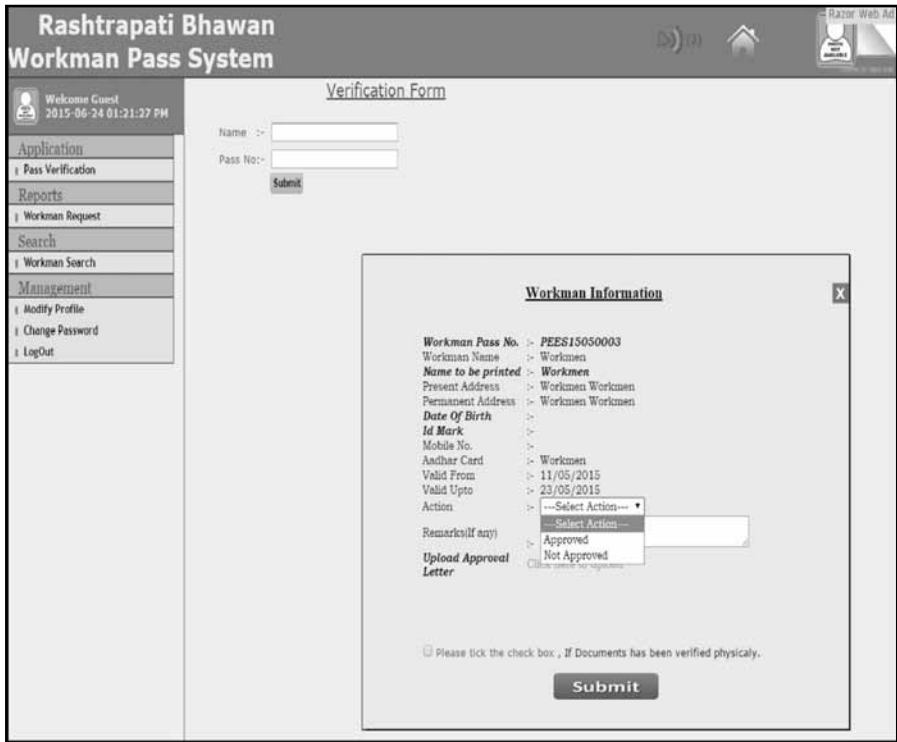 Rashtrapati Bhawan
Workman Pass System
Razor Web Ad
Welcome Guest
2015-06-24 01:21:27 PM
Application
Pass Verification
Reports
Workman Request
Search
Workman Search
Management
Modify Profile
Change Password
LogOut
Verification Form
Name :-
Pass No:-
Submit
Workman Information
X
Workman Pass No. :- PEES15050003
Workman Name :- Workmen
Name to be printed :- Workmen
Present Address :- Workmen Workmen
Permanent Address :- Workmen Workmen
Date Of Birth :-
Id Mark :-
Mobile No. :-
Aadhar Card :- Workmen
Valid From :- 11/05/2015
Valid Upto :- 23/05/2015
Action :- ---Select Action---
---Select Action---
Approved
Not Approved
Remarks(If any) :-
Upload Approval
Letter
Please tick the check box , If Documents has been verified physicaly.
Submit